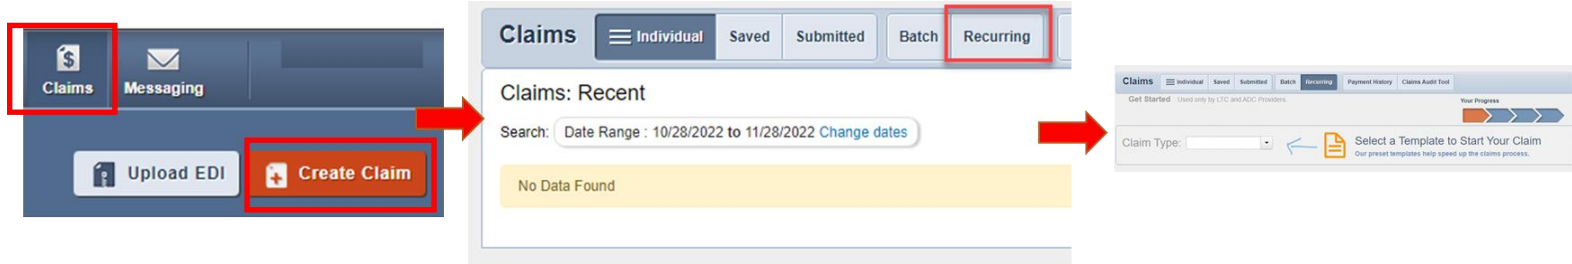 Claims
Messaging
Upload EDI
Create Claim
Claims Individual Saved Submitted Batch Recurring
Claims: Recent
Search: Date Range : 10/28/2022 to 11/28/2022 Change dates
No Data Found
Claims Individual Saved Submitted Batch Recurring Payment History Claims Audit Tool
Get Started Used only by LTC and ADC Providers.
Your Progress
Claim Type:
Select a Template to Start Your Claim
Our preset templates help speed up the claims process.